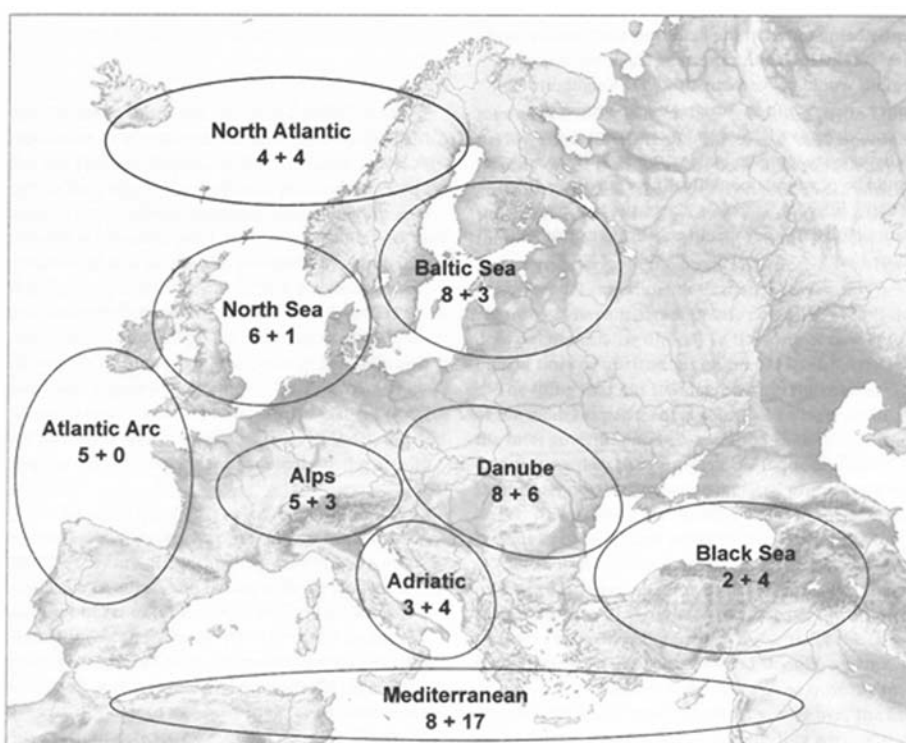 North Atlantic
4 + 4
Baltic Sea
8 + 3
North Sea
6 + 1
Atlantic Arc
5 + 0
Alps
5 + 3
Danube
8 + 6
Black Sea
2 + 4
Adriatic
3 + 4
Mediterranean
8 + 17